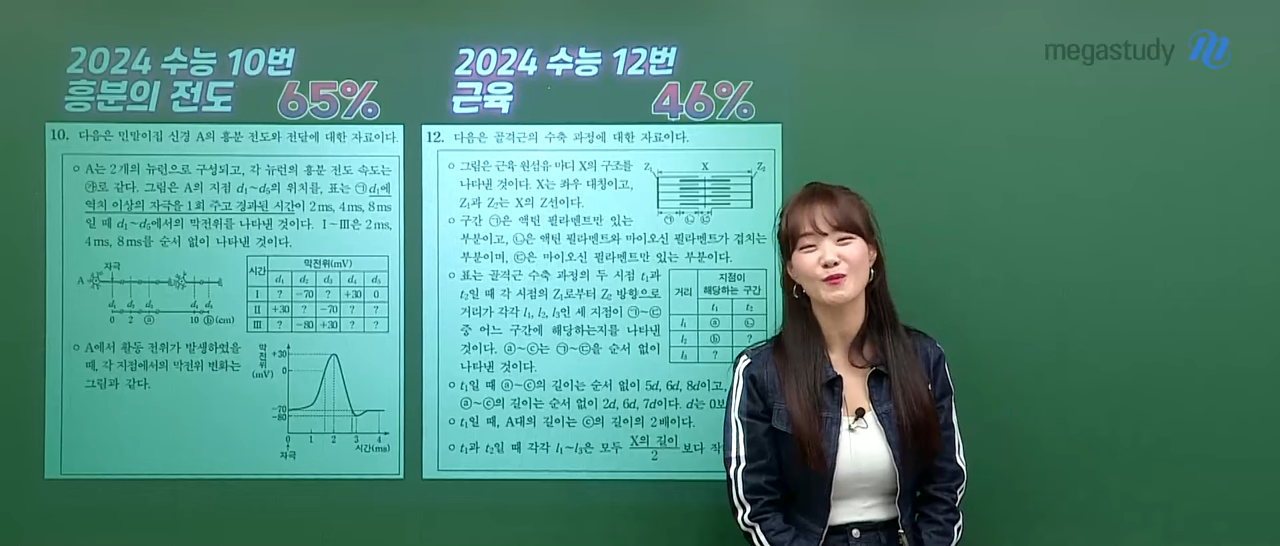 megastudy
2024 수능 10번
흥분의 전도 65%
10. 다음은 민말이집 신경 A의 흥분 전도와 전달에 대한 자료이다.
○ A는 2개의 뉴런으로 구성되고, 각 뉴런의 흥분 전도 속도는
㉮로 같다. 그림은 A의 지점 d₁~d₅의 위치를, 표는 ㉠d₁에
역치 이상의 자극을 1회 주고 경과된 시간이 2ms, 4ms, 8ms
일 때 d₁~d₅에서의 막전위를 나타낸 것이다. Ⅰ~Ⅲ은 2ms,
4ms, 8ms를 순서 없이 나타낸 것이다.
자극
A
d₁ d₂ d₃ d₄ d₅
0 2 ⓐ 10 ⓑ (cm)
시간 막전위(mV)
d₁ d₂ d₃ d₄ d₅
Ⅰ ? -70 ? +30 0
Ⅱ +30 ? -70 ? ?
Ⅲ ? -80 +30 ? ?
○ A에서 활동 전위가 발생하였을
때, 각 지점에서의 막전위 변화는
그림과 같다.
막전위(mV)
+30
0
-70
-80
0 1 2 3 4
시간(ms)
자극
2024 수능 12번
근육 46%
12. 다음은 골격근의 수축 과정에 대한 자료이다.
○ 그림은 근육 원섬유 마디 X의 구조를
나타낸 것이다. X는 좌우 대칭이고,
Z₁과 Z₂는 X의 Z선이다.
Z₁ X Z₂
㉠ ㉡ ㉢
○ 구간 ㉠은 액틴 필라멘트만 있는
부분이고, ㉡은 액틴 필라멘트와 마이오신 필라멘트가 겹치는
부분이며, ㉢은 마이오신 필라멘트만 있는 부분이다.
○ 표는 골격근 수축 과정의 두 시점 t₁과
t₂일 때 각 시점의 Z₁로부터 Z₂ 방향으로
거리가 각각 l₁, l₂, l₃인 세 지점이 ㉠~㉢
중 어느 구간에 해당하는지를 나타낸
것이다. ⓐ~ⓒ는 ㉠~㉢을 순서 없이
나타낸 것이다.
거리 지점이 해당하는 구간
t₁ t₂
l₁ ⓐ ㉡
l₂ ⓑ ?
l₃ ?
○ t₁일 때 ⓐ~ⓒ의 길이는 순서 없이 5d, 6d, 8d이고,
ⓐ~ⓒ의 길이는 순서 없이 2d, 6d, 7d이다. d는 0보
○ t₁일 때, A대의 길이는 ⓒ의 길이의 2배이다.
○ t₁과 t₂일 때 각각 l₁~l₃은 모두 X의 길이/2 보다